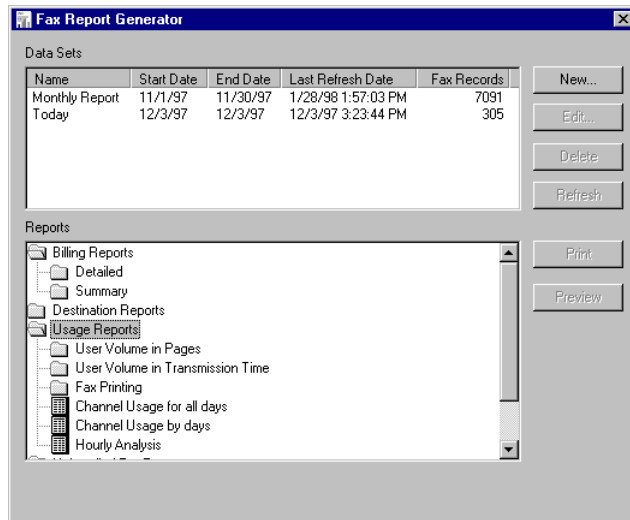 Fax Report Generator
Data Sets
Name Start Date End Date Last Refresh Date Fax Records
Monthly Report 11/1/97 11/30/97 1/28/98 1:57:03 PM 7091
Today 12/3/97 12/3/97 12/3/97 3:23:44 PM 305
New...
Edit...
Delete
Refresh
Reports
Billing Reports
Detailed
Summary
Destination Reports
Usage Reports
User Volume in Pages
User Volume in Transmission Time
Fax Printing
Channel Usage for all days
Channel Usage by days
Hourly Analysis
Print
Preview